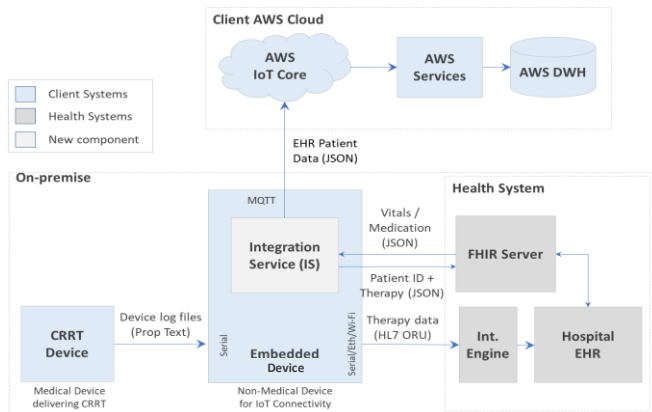 Client AWS Cloud
AWS
IoT Core
AWS
Services
AWS DWH
Client Systems
Health Systems
New component
EHR Patient
Data (JSON)
On-premise
MQTT
Health System
Integration
Service (IS)
Vitals /
Medication
(JSON)
FHIR Server
Patient ID +
Therapy (JSON)
CRRT
Device
Device log files
(Prop Text)
Serial
Embedded
Device
Serial/Eth/Wi-Fi
Therapy data
(HL7 ORU)
Int.
Engine
Hospital
EHR
Medical Device
delivering CRRT
Non-Medical Device
for IoT Connectivity